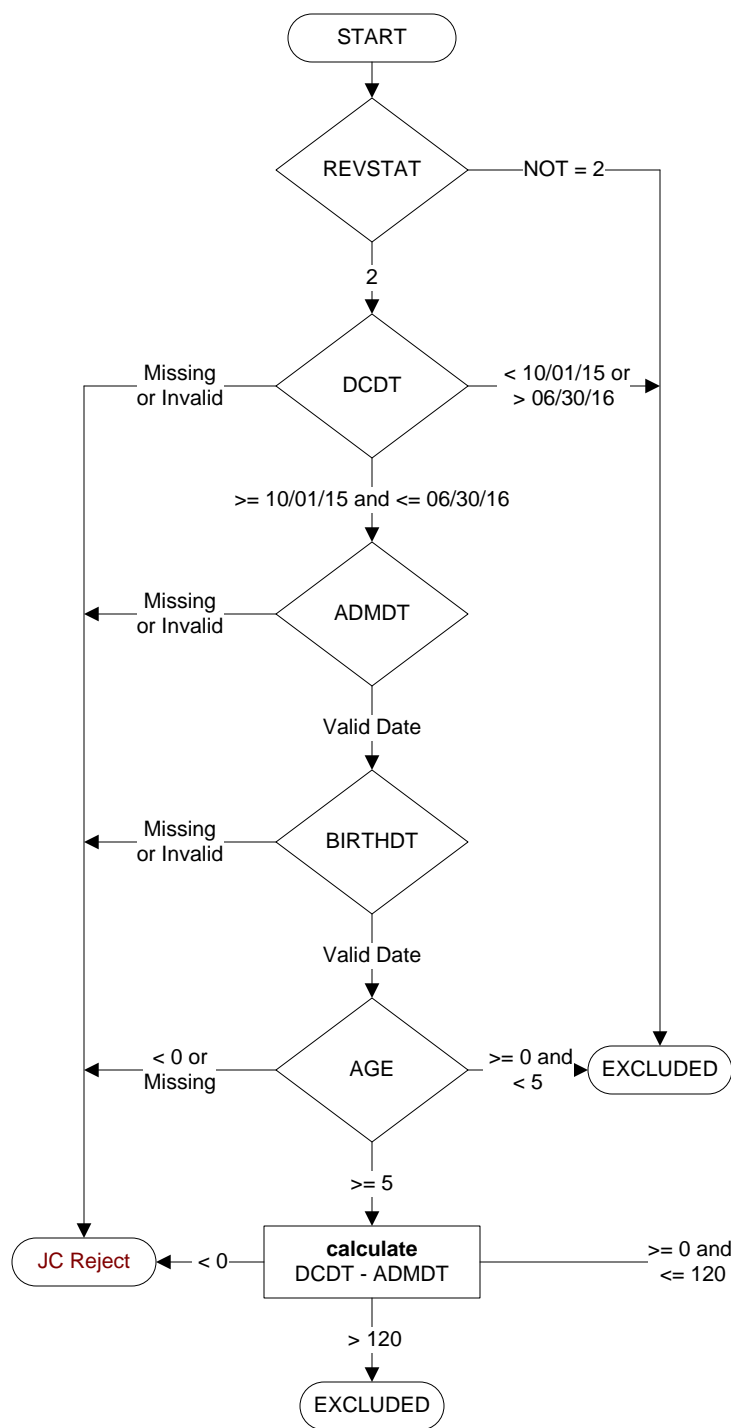 START
REVSTAT
NOT = 2
2
Missing
or Invalid
DCDT
< 10/01/15 or
> 06/30/16
>= 10/01/15 and <= 06/30/16
Missing
or Invalid
ADMDT
Valid Date
Missing
or Invalid
BIRTHDT
Valid Date
< 0 or
Missing
AGE
>= 0 and
< 5
EXCLUDED
>= 5
JC Reject
< 0
calculate
DCDT - ADMDT
>= 0 and
<= 120
> 120
EXCLUDED